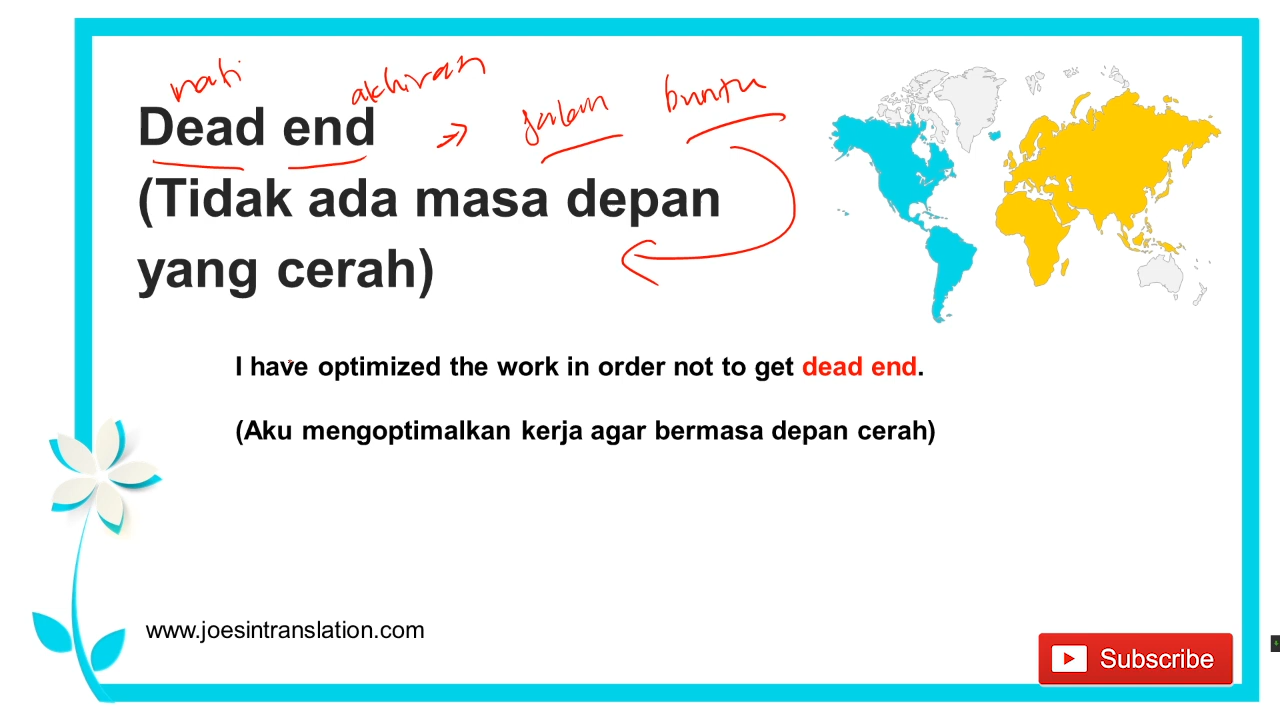 mati akhiran
jalan buntu
Dead end
(Tidak ada masa depan
yang cerah)
I have optimized the work in order not to get dead end.
(Aku mengoptimalkan kerja agar bermasa depan cerah)
www.joesintranslation.com
Subscribe